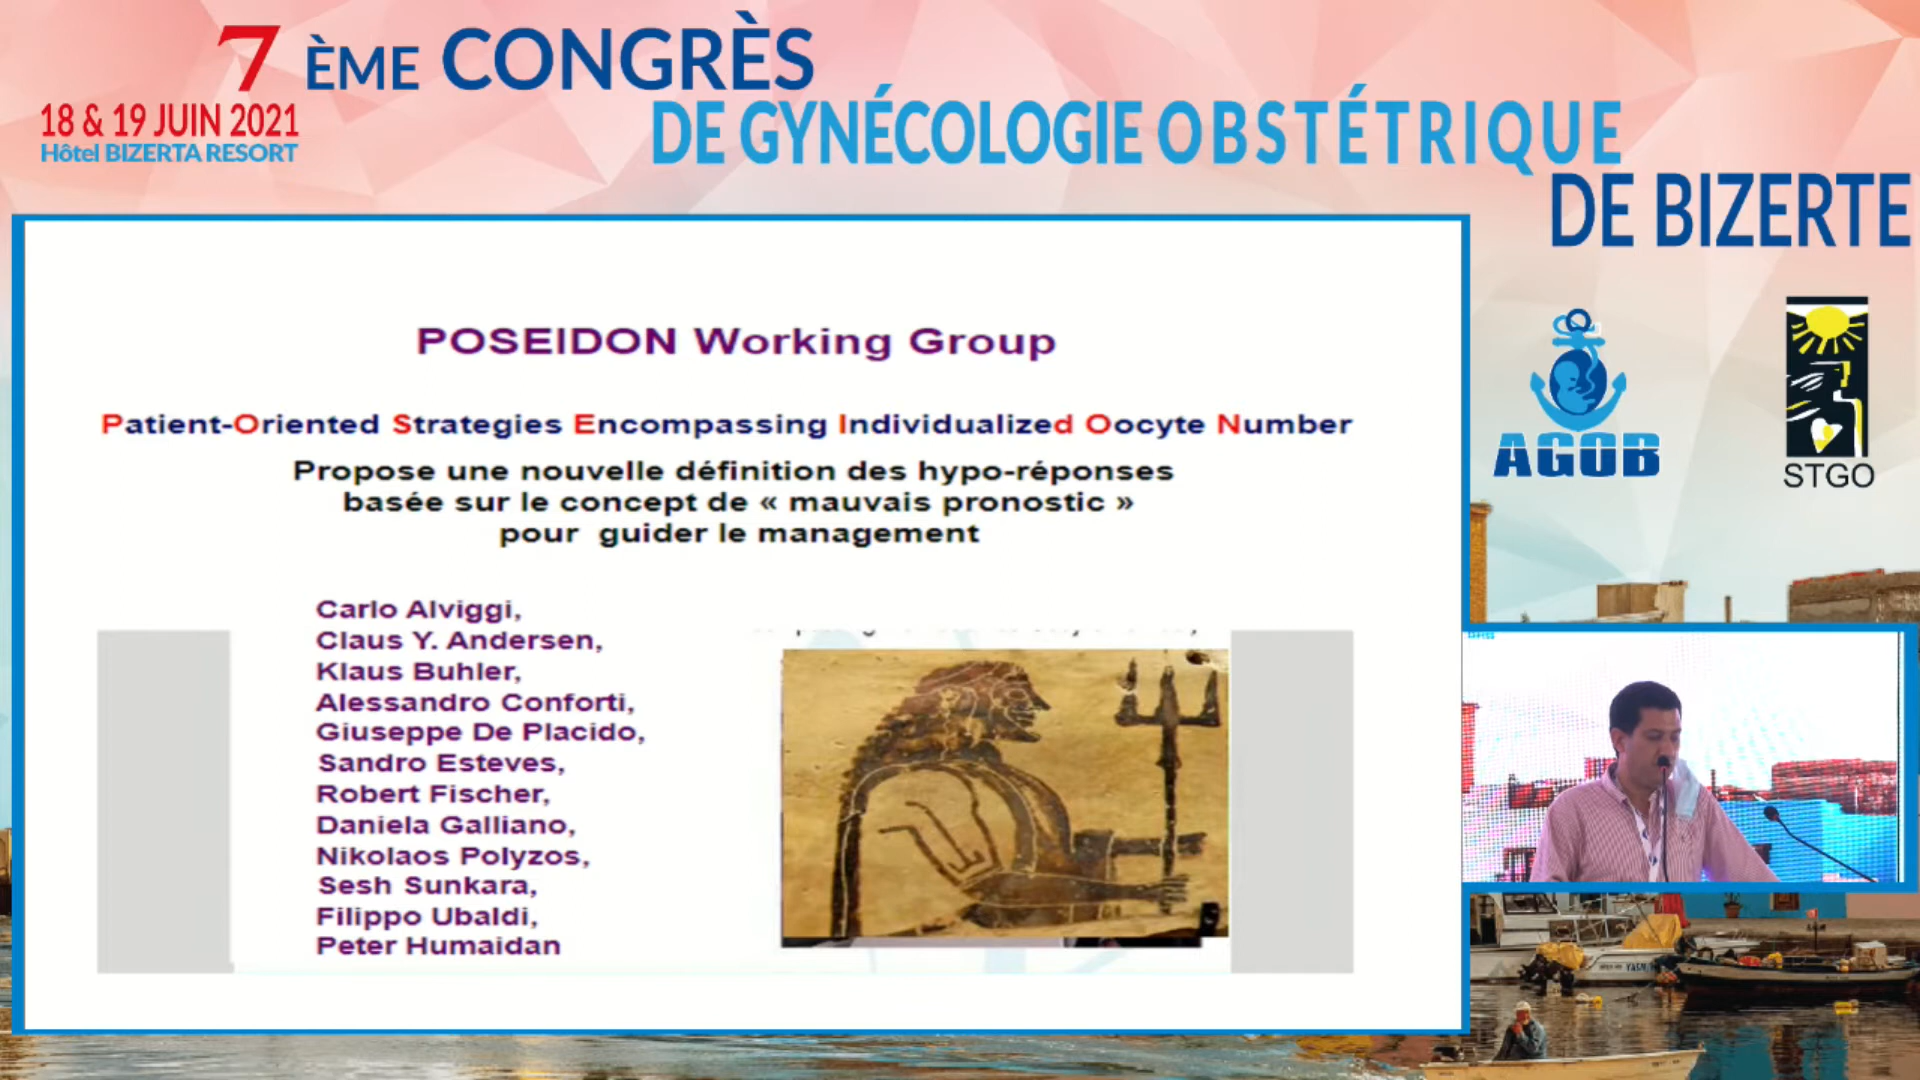 7 ÈME CONGRÈS
18 & 19 JUIN 2021
Hôtel BIZERTA RESORT
DE GYNÉCOLOGIE OBSTÉTRIQUE
DE BIZERTE
AGOB
STGO
POSEIDON Working Group
Patient-Oriented Strategies Encompassing Individualized Oocyte Number
Propose une nouvelle définition des hypo-réponses
basée sur le concept de « mauvais pronostic »
pour guider le management
Carlo Alviggi,
Claus Y. Andersen,
Klaus Buhler,
Alessandro Conforti,
Giuseppe De Placido,
Sandro Esteves,
Robert Fischer,
Daniela Galliano,
Nikolaos Polyzos,
Sesh Sunkara,
Filippo Ubaldi,
Peter Humaidan